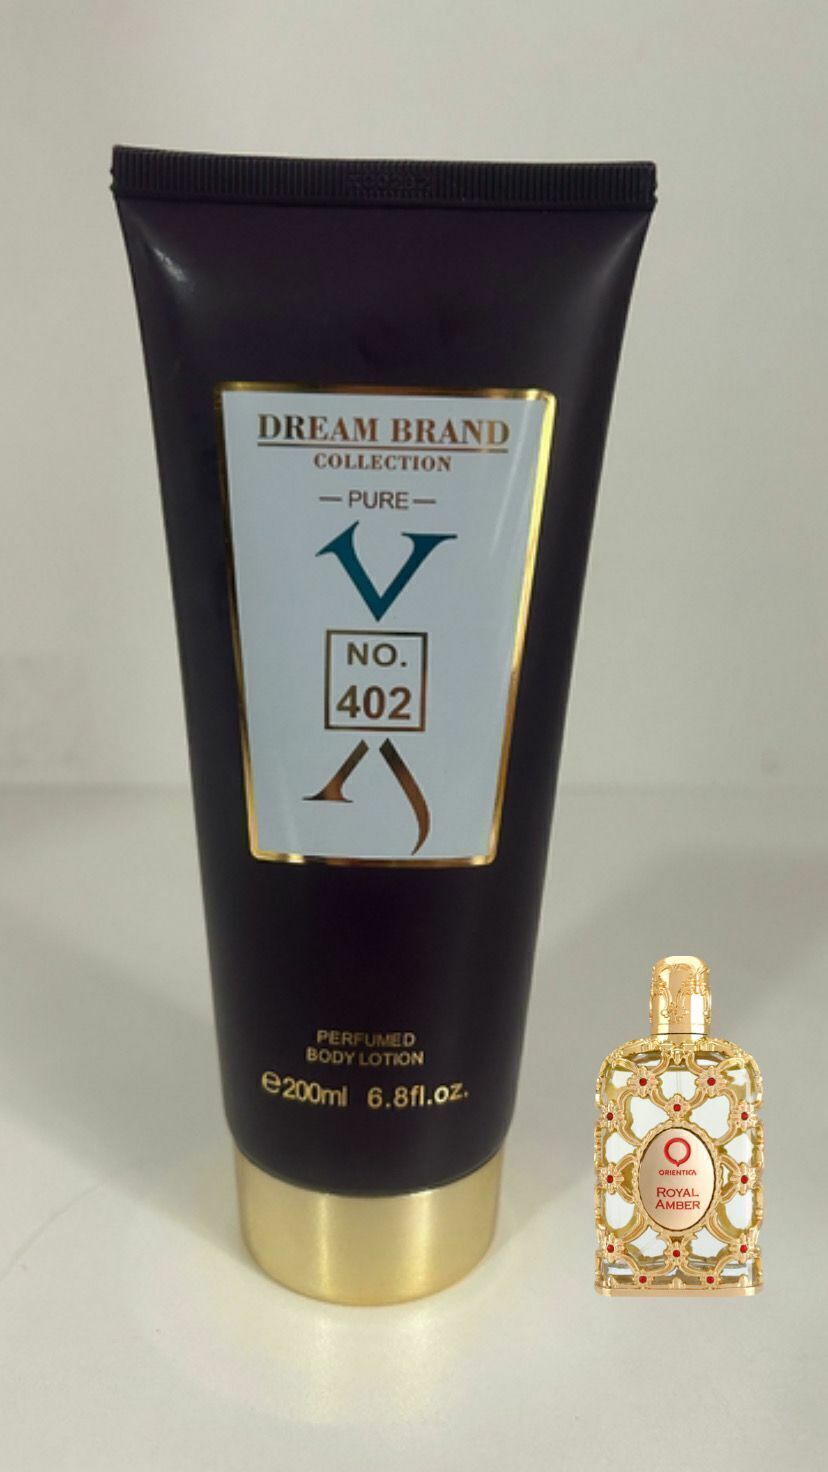 DREAM BRAND
COLLECTION
— PURE —
V
NO.
402
PERFUMED
BODY LOTION
℮200ml 6.8fl.oz.
ORIENTICA
ROYAL
AMBER